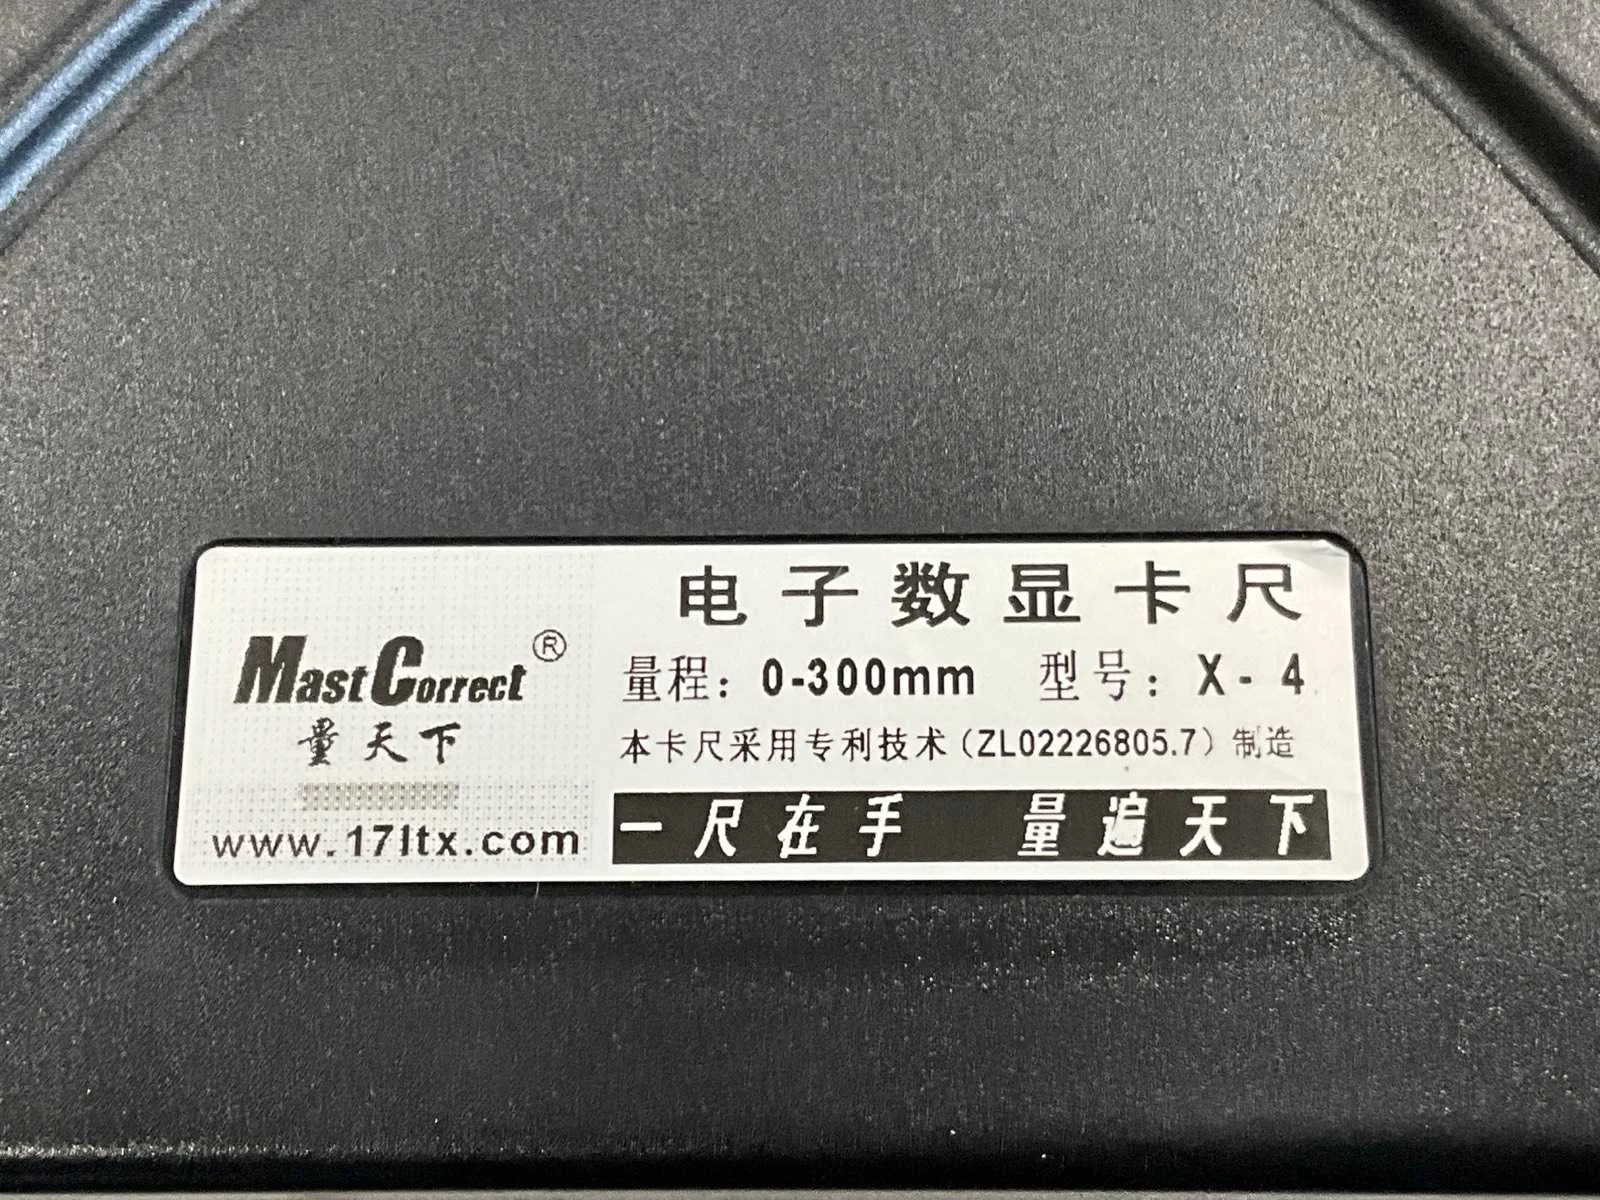 MastCorrect®
量天下
www.17ltx.com
电子数显卡尺
量程：0-300mm 型号：X-4
本卡尺采用专利技术（ZL02226805.7）制造
一尺在手 量遍天下